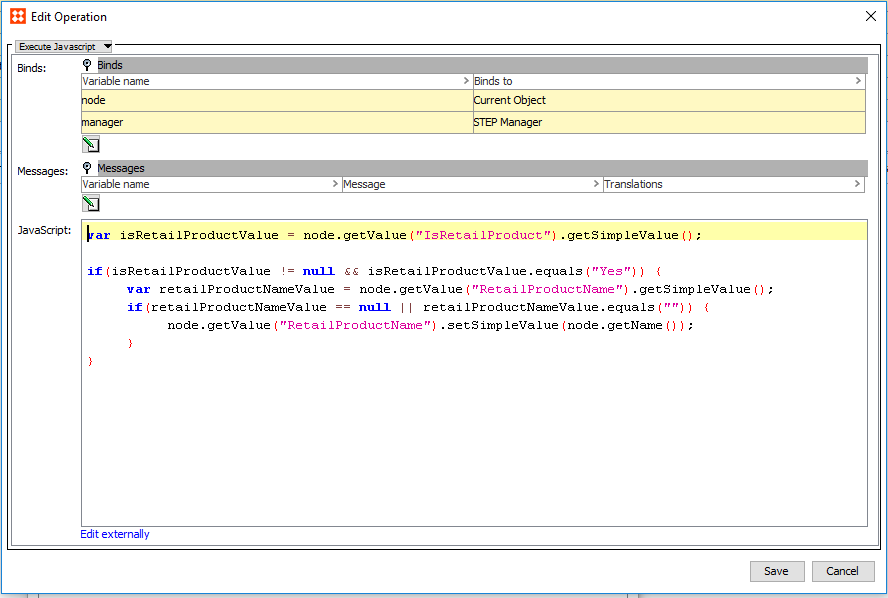 Edit Operation
Execute Javascript
Binds:
Binds
Variable name > Binds to >
node Current Object
manager STEP Manager
Messages:
Messages
Variable name > Message > Translations >
JavaScript:
var isRetailProductValue = node.getValue("IsRetailProduct").getSimpleValue();
if(isRetailProductValue != null && isRetailProductValue.equals("Yes")) {
var retailProductNameValue = node.getValue("RetailProductName").getSimpleValue();
if(retailProductNameValue == null || retailProductNameValue.equals("")) {
node.getValue("RetailProductName").setSimpleValue(node.getName());
}
}
Edit externally
Save Cancel